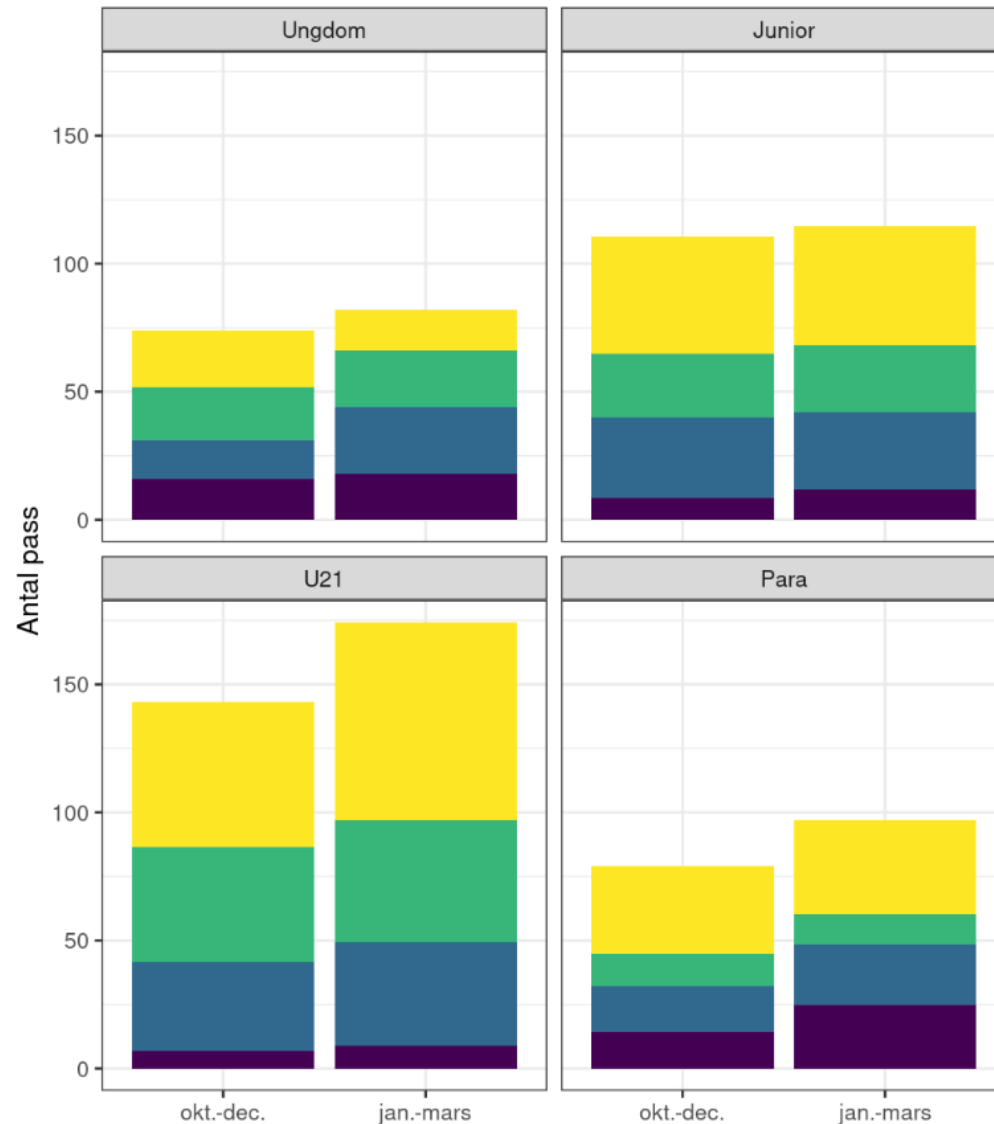 Ungdom
Junior
150
100
50
0
Antal pass
U21
Para
150
100
50
0
okt.-dec.
jan.-mars
okt.-dec.
jan.-mars